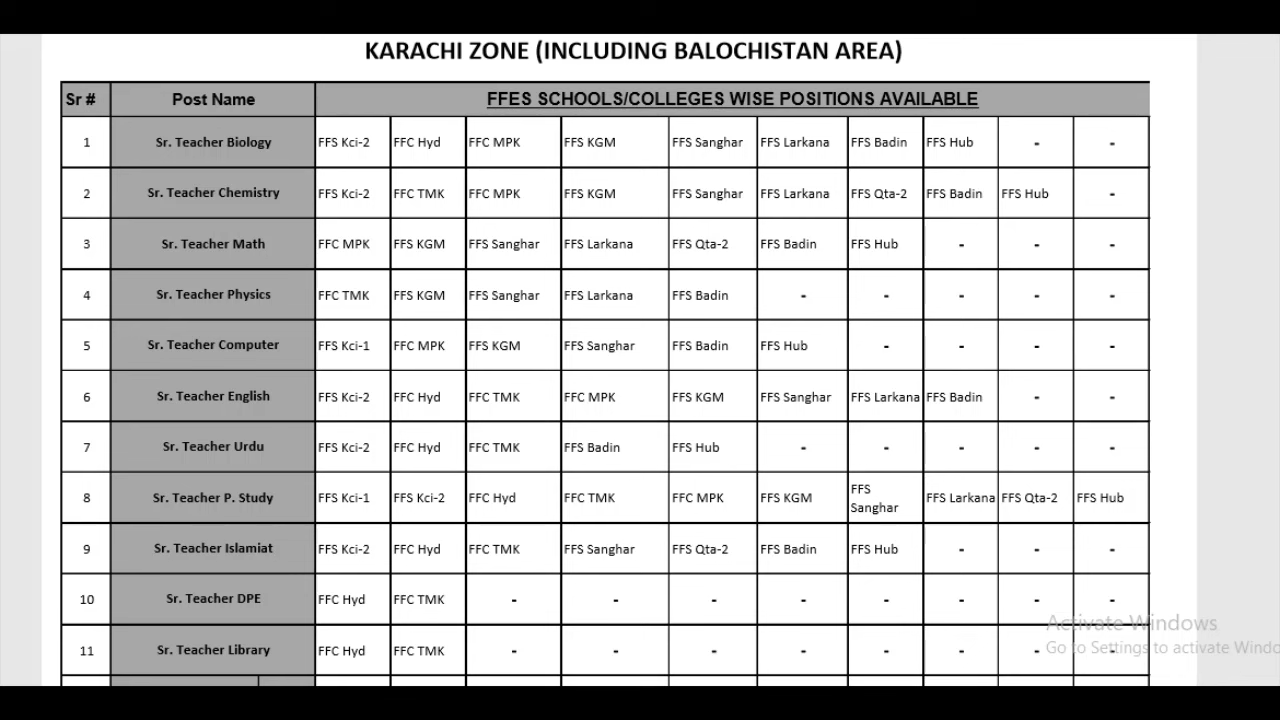 KARACHI ZONE (INCLUDING BALOCHISTAN AREA)
Sr # Post Name FFES SCHOOLS/COLLEGES WISE POSITIONS AVAILABLE
1 Sr. Teacher Biology FFS Kci-2 FFC Hyd FFC MPK FFS KGM FFS Sanghar FFS Larkana FFS Badin FFS Hub - -
2 Sr. Teacher Chemistry FFS Kci-2 FFC TMK FFC MPK FFS KGM FFS Sanghar FFS Larkana FFS Qta-2 FFS Badin FFS Hub -
3 Sr. Teacher Math FFC MPK FFS KGM FFS Sanghar FFS Larkana FFS Qta-2 FFS Badin FFS Hub - - -
4 Sr. Teacher Physics FFC TMK FFS KGM FFS Sanghar FFS Larkana FFS Badin - - - - -
5 Sr. Teacher Computer FFS Kci-1 FFC MPK FFS KGM FFS Sanghar FFS Badin FFS Hub - - - -
6 Sr. Teacher English FFS Kci-2 FFC Hyd FFC TMK FFC MPK FFS KGM FFS Sanghar FFS Larkana FFS Badin - -
7 Sr. Teacher Urdu FFS Kci-2 FFC Hyd FFC TMK FFS Badin FFS Hub - - - - -
8 Sr. Teacher P. Study FFS Kci-1 FFS Kci-2 FFC Hyd FFC TMK FFC MPK FFS KGM FFS Sanghar FFS Larkana FFS Qta-2 FFS Hub
9 Sr. Teacher Islamiat FFS Kci-2 FFC Hyd FFC TMK FFS Sanghar FFS Qta-2 FFS Badin FFS Hub - - -
10 Sr. Teacher DPE FFC Hyd FFC TMK - - - - - - - -
11 Sr. Teacher Library FFC Hyd FFC TMK - - - - - - - -
Activate Windows
Go to Settings to activate Windo